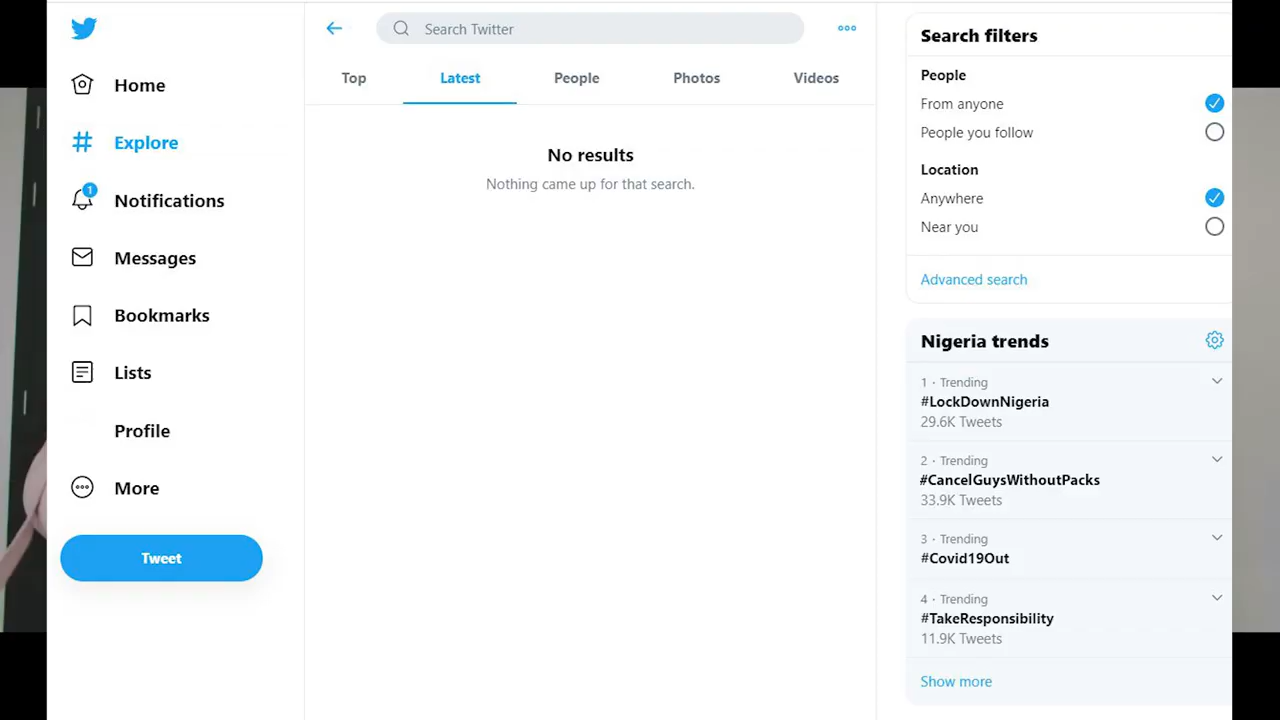 Home
Explore
1
Notifications
Messages
Bookmarks
Lists
Profile
More
Tweet
Search Twitter
Top Latest People Photos Videos
No results
Nothing came up for that search.
Search filters
People
From anyone
People you follow
Location
Anywhere
Near you
Advanced search
Nigeria trends
1 · Trending
#LockDownNigeria
29.6K Tweets
2 · Trending
#CancelGuysWithoutPacks
33.9K Tweets
3 · Trending
#Covid19Out
4 · Trending
#TakeResponsibility
11.9K Tweets
Show more